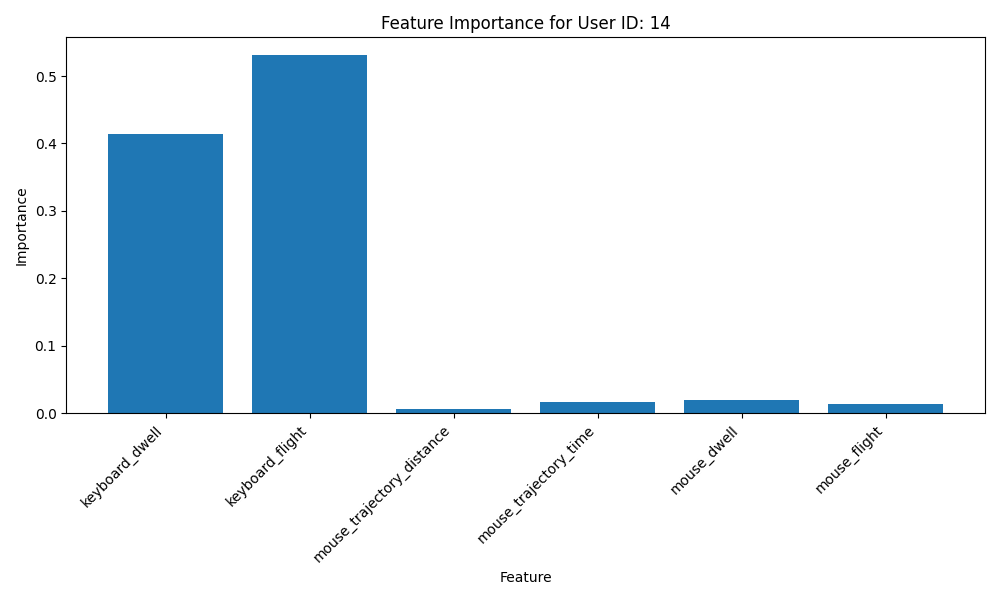 Feature Importance for User ID: 14
Importance
0.5
0.4
0.3
0.2
0.1
0.0
keyboard_dwell
keyboard_flight
mouse_trajectory_distance
mouse_trajectory_time
mouse_dwell
mouse_flight
Feature